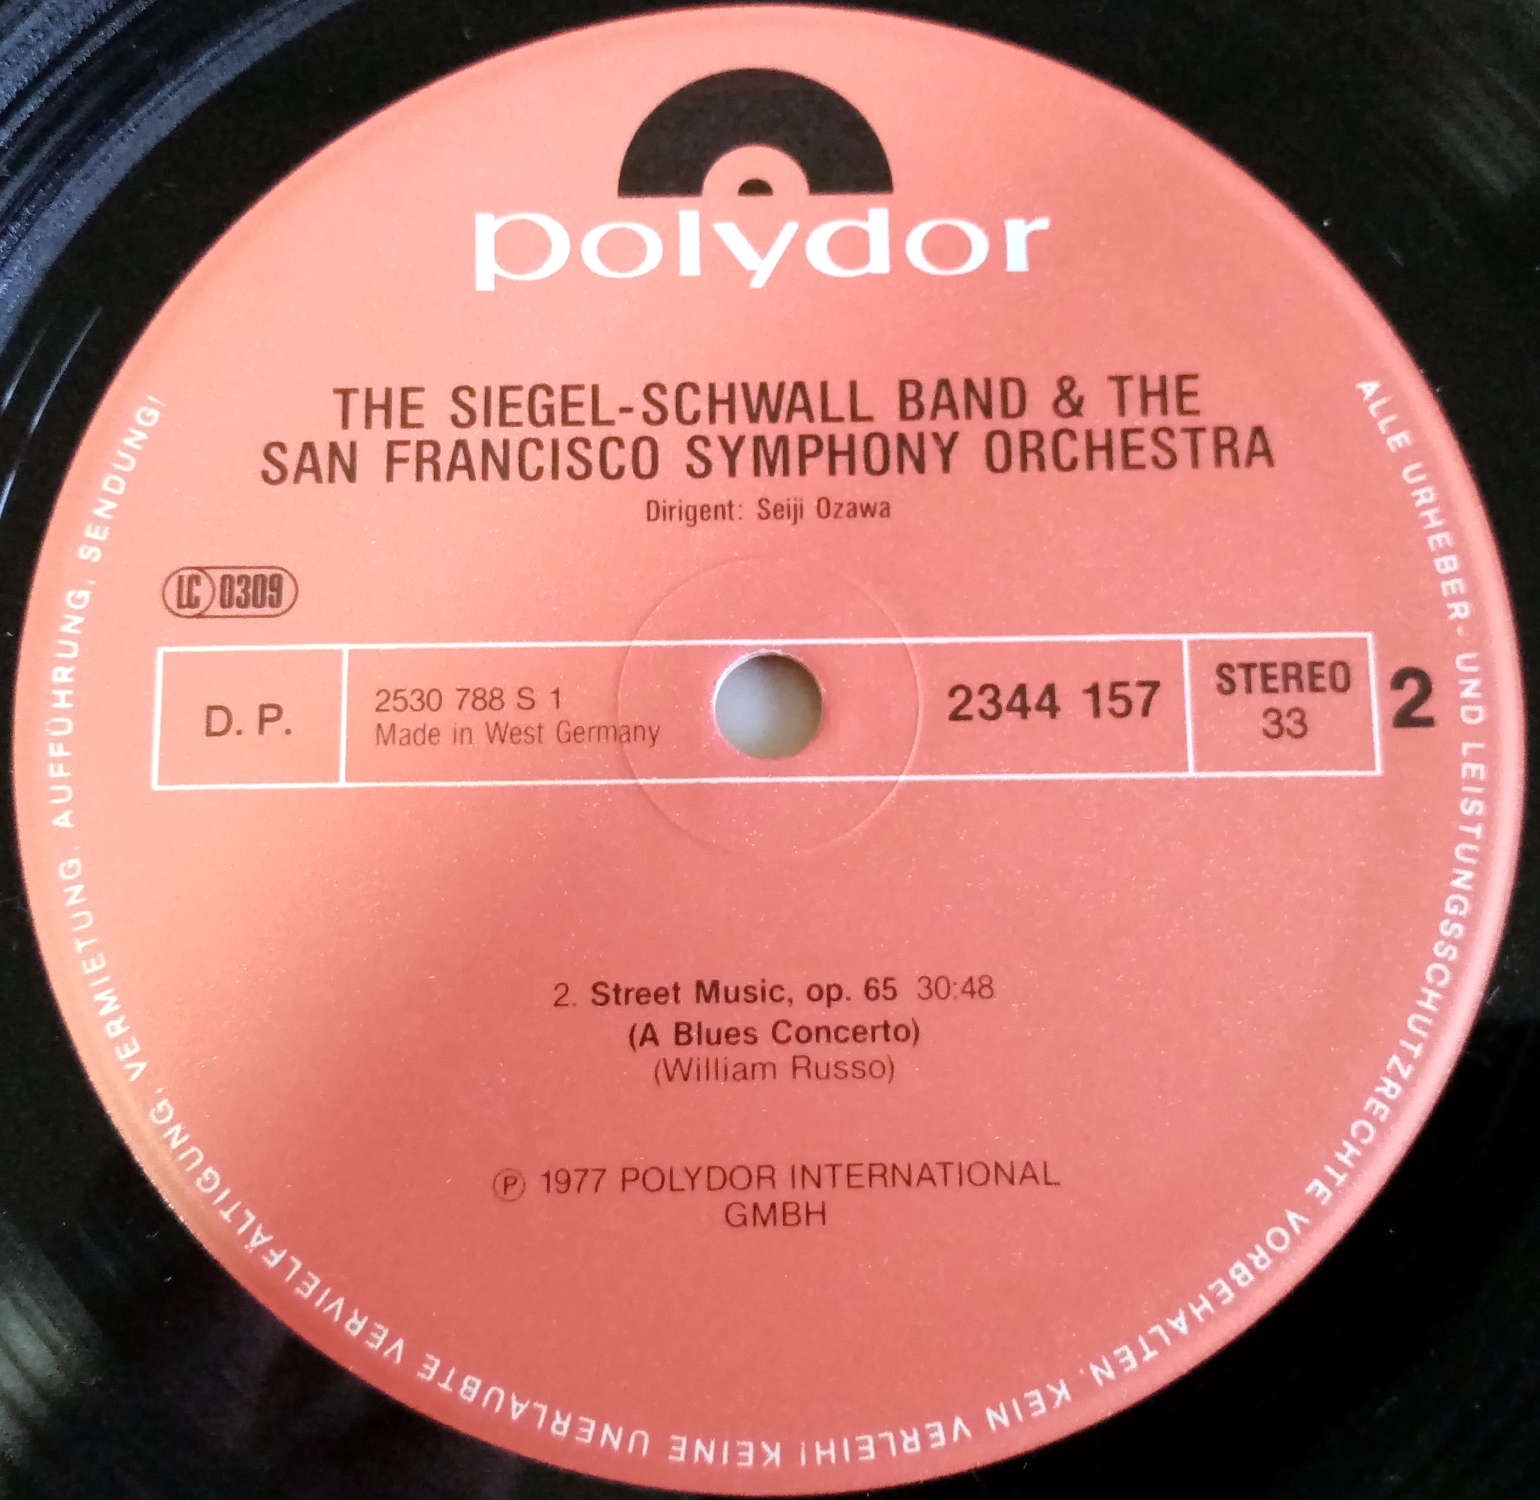 polydor
THE SIEGEL-SCHWALL BAND & THE
SAN FRANCISCO SYMPHONY ORCHESTRA
Dirigent: Seiji Ozawa
LC 0309
D. P.
2530 788 S 1
Made in West Germany
2344 157
STEREO
33
2
2. Street Music, op. 65 30:48
(A Blues Concerto)
(William Russo)
℗ 1977 POLYDOR INTERNATIONAL
GMBH
ALLE URHEBER- UND LEISTUNGSSCHUTZRECHTE VORBEHALTEN. KEIN VERLEIH! KEINE UNERLAUBTE VERVIELFÄLTIGUNG, VERMIETUNG, AUFFÜHRUNG, SENDUNG!